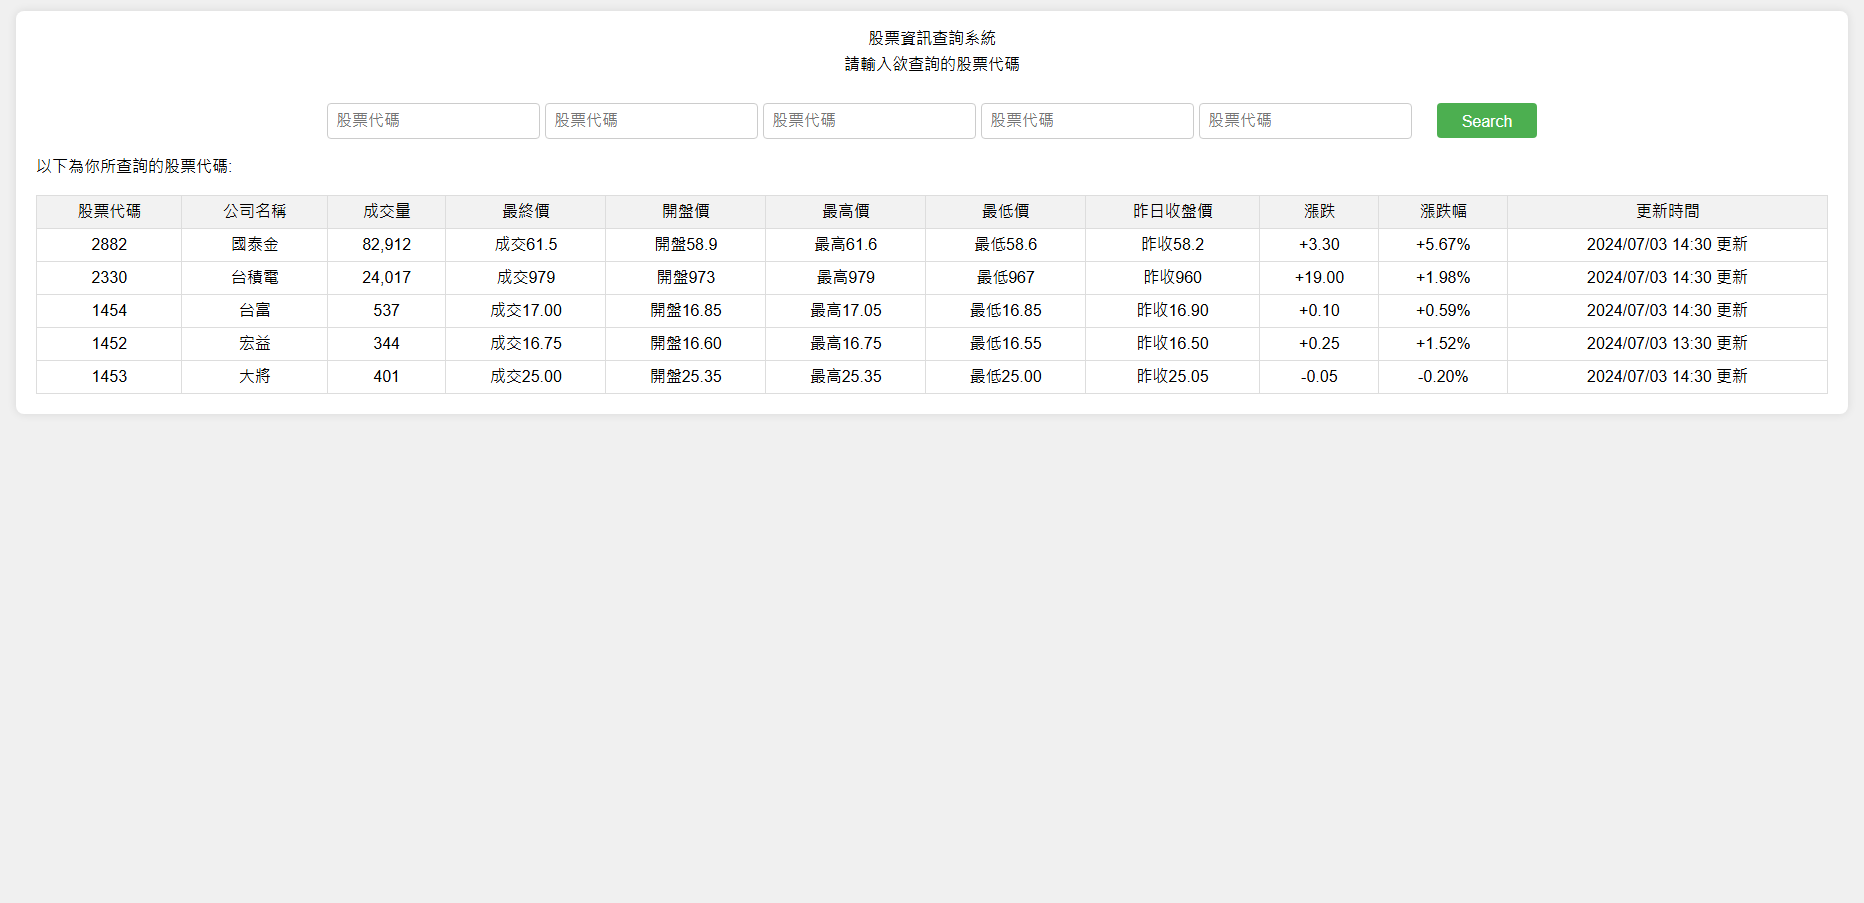 股票資訊查詢系統
請輸入欲查詢的股票代碼
股票代碼 股票代碼 股票代碼 股票代碼 股票代碼 Search
以下為你所查詢的股票代碼:
股票代碼 公司名稱 成交量 最終價 開盤價 最高價 最低價 昨日收盤價 漲跌 漲跌幅 更新時間
2882 國泰金 82,912 成交61.5 開盤58.9 最高61.6 最低58.6 昨收58.2 +3.30 +5.67% 2024/07/03 14:30 更新
2330 台積電 24,017 成交979 開盤973 最高979 最低967 昨收960 +19.00 +1.98% 2024/07/03 14:30 更新
1454 台富 537 成交17.00 開盤16.85 最高17.05 最低16.85 昨收16.90 +0.10 +0.59% 2024/07/03 14:30 更新
1452 宏益 344 成交16.75 開盤16.60 最高16.75 最低16.55 昨收16.50 +0.25 +1.52% 2024/07/03 13:30 更新
1453 大將 401 成交25.00 開盤25.35 最高25.35 最低25.00 昨收25.05 -0.05 -0.20% 2024/07/03 14:30 更新